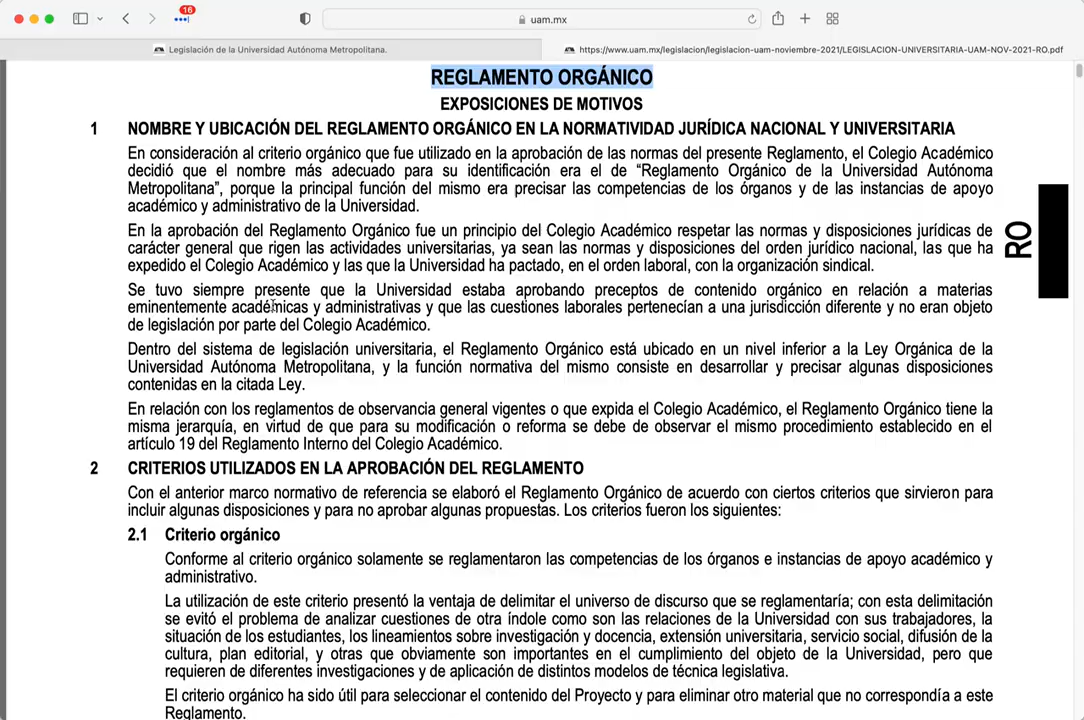 16
uam.mx
Legislación de la Universidad Autónoma Metropolitana.
https://www.uam.mx/legislacion/legislacion-uam-noviembre-2021/LEGISLACION-UNIVERSITARIA-UAM-NOV-2021-RO.pdf
REGLAMENTO ORGÁNICO
EXPOSICIONES DE MOTIVOS
1 NOMBRE Y UBICACIÓN DEL REGLAMENTO ORGÁNICO EN LA NORMATIVIDAD JURÍDICA NACIONAL Y UNIVERSITARIA
En consideración al criterio orgánico que fue utilizado en la aprobación de las normas del presente Reglamento, el Colegio Académico
decidió que el nombre más adecuado para su identificación era el de “Reglamento Orgánico de la Universidad Autónoma
Metropolitana”, porque la principal función del mismo era precisar las competencias de los órganos y de las instancias de apoyo
académico y administrativo de la Universidad.
En la aprobación del Reglamento Orgánico fue un principio del Colegio Académico respetar las normas y disposiciones jurídicas de
carácter general que rigen las actividades universitarias, ya sean las normas y disposiciones del orden jurídico nacional, las que ha
expedido el Colegio Académico y las que la Universidad ha pactado, en el orden laboral, con la organización sindical.
RO
Se tuvo siempre presente que la Universidad estaba aprobando preceptos de contenido orgánico en relación a materias
eminentemente académicas y administrativas y que las cuestiones laborales pertenecían a una jurisdicción diferente y no eran objeto
de legislación por parte del Colegio Académico.
Dentro del sistema de legislación universitaria, el Reglamento Orgánico está ubicado en un nivel inferior a la Ley Orgánica de la
Universidad Autónoma Metropolitana, y la función normativa del mismo consiste en desarrollar y precisar algunas disposiciones
contenidas en la citada Ley.
En relación con los reglamentos de observancia general vigentes o que expida el Colegio Académico, el Reglamento Orgánico tiene la
misma jerarquía, en virtud de que para su modificación o reforma se debe de observar el mismo procedimiento establecido en el
artículo 19 del Reglamento Interno del Colegio Académico.
2 CRITERIOS UTILIZADOS EN LA APROBACIÓN DEL REGLAMENTO
Con el anterior marco normativo de referencia se elaboró el Reglamento Orgánico de acuerdo con ciertos criterios que sirvieron para
incluir algunas disposiciones y para no aprobar algunas propuestas. Los criterios fueron los siguientes:
2.1 Criterio orgánico
Conforme al criterio orgánico solamente se reglamentaron las competencias de los órganos e instancias de apoyo académico y
administrativo.
La utilización de este criterio presentó la ventaja de delimitar el universo de discurso que se reglamentaría; con esta delimitación
se evitó el problema de analizar cuestiones de otra índole como son las relaciones de la Universidad con sus trabajadores, la
situación de los estudiantes, los lineamientos sobre investigación y docencia, extensión universitaria, servicio social, difusión de la
cultura, plan editorial, y otras que obviamente son importantes en el cumplimiento del objeto de la Universidad, pero que
requieren de diferentes investigaciones y de aplicación de distintos modelos de técnica legislativa.
El criterio orgánico ha sido útil para seleccionar el contenido del Proyecto y para eliminar otro material que no correspondía a este
Reglamento.